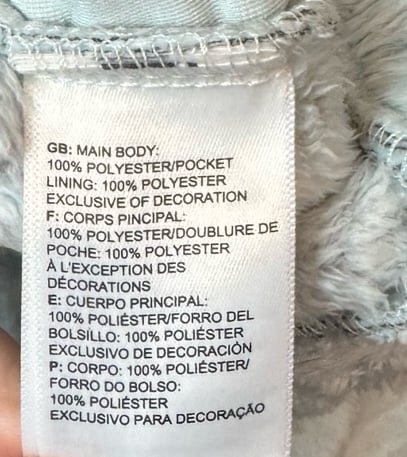 GB: MAIN BODY:
100% POLYESTER/POCKET
LINING: 100% POLYESTER
EXCLUSIVE OF DECORATION
F: CORPS PINCIPAL:
100% POLYESTER/DOUBLURE DE
POCHE: 100% POLYESTER
À L'EXCEPTION DES
DÉCORATIONS
E: CUERPO PRINCIPAL:
100% POLIÉSTER/FORRO DEL
BOLSILLO: 100% POLIÉSTER
EXCLUSIVO DE DECORACIÓN
P: CORPO: 100% POLIÉSTER/
FORRO DO BOLSO:
100% POLIÉSTER
EXCLUSIVO PARA DECORAÇÃO